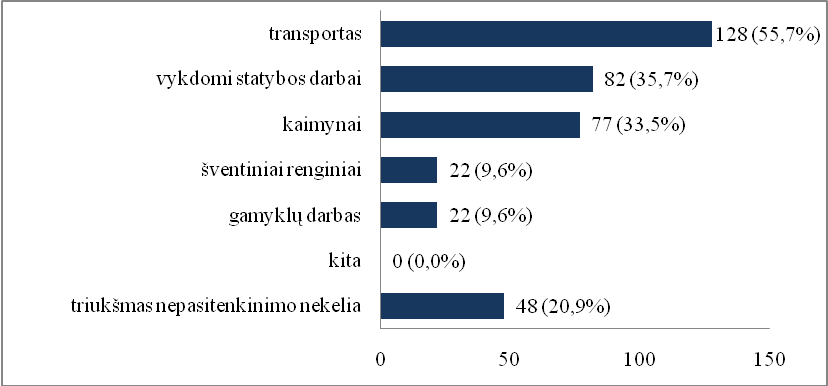 transportas 128 (55,7%)
vykdomi statybos darbai 82 (35,7%)
kaimynai 77 (33,5%)
šventiniai renginiai 22 (9,6%)
gamyklų darbas 22 (9,6%)
kita 0 (0,0%)
triukšmas nepasitenkinimo nekelia 48 (20,9%)
0 50 100 150